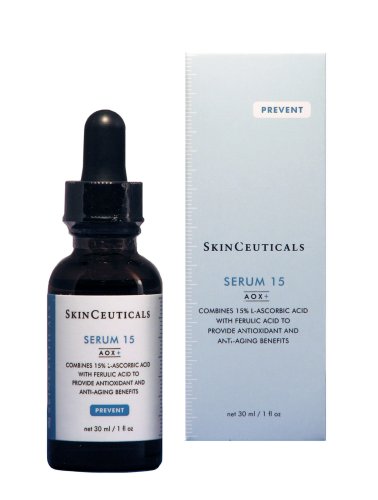 PREVENT
SKINCEUTICALS
SERUM 15
AOX+
COMBINES 15% L-ASCORBIC ACID
WITH FERULIC ACID TO
PROVIDE ANTIOXIDANT AND
ANTI-AGING BENEFITS
net 30 ml / 1 fl oz
SKINCEUTICALS
SERUM 15
AOX+
COMBINES 15% L-ASCORBIC ACID
WITH FERULIC ACID TO
PROVIDE ANTIOXIDANT AND
ANTI-AGING BENEFITS
PREVENT
net 30 ml / 1 fl oz